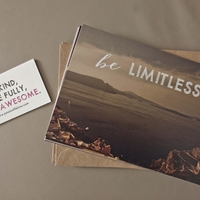 KIND,
FULLY,
AWESOME.
be LIMITLESS